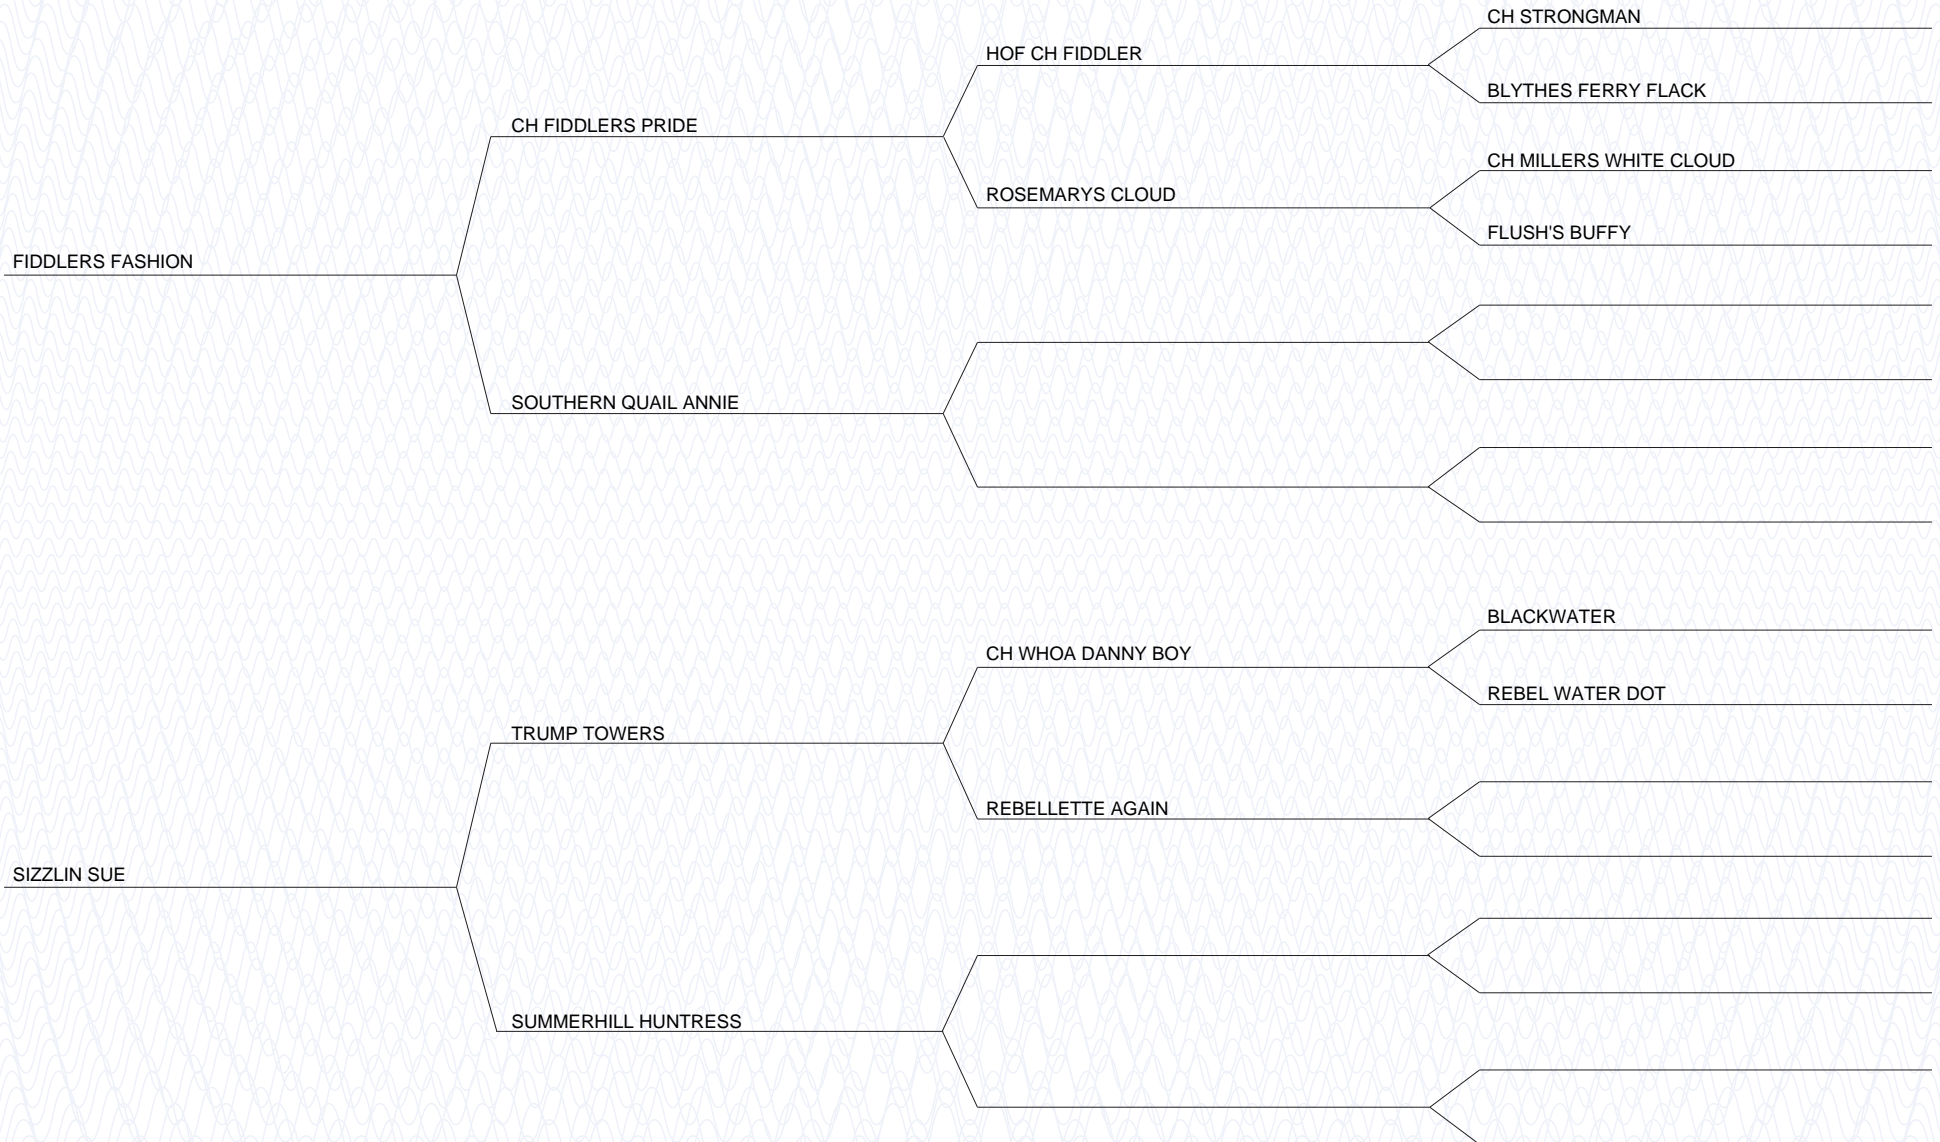 CH STRONGMAN
HOF CH FIDDLER
BLYTHES FERRY FLACK
CH FIDDLERS PRIDE
CH MILLERS WHITE CLOUD
ROSEMARYS CLOUD
FLUSH'S BUFFY
FIDDLERS FASHION
SOUTHERN QUAIL ANNIE
BLACKWATER
CH WHOA DANNY BOY
REBEL WATER DOT
TRUMP TOWERS
REBELLETTE AGAIN
SIZZLIN SUE
SUMMERHILL HUNTRESS